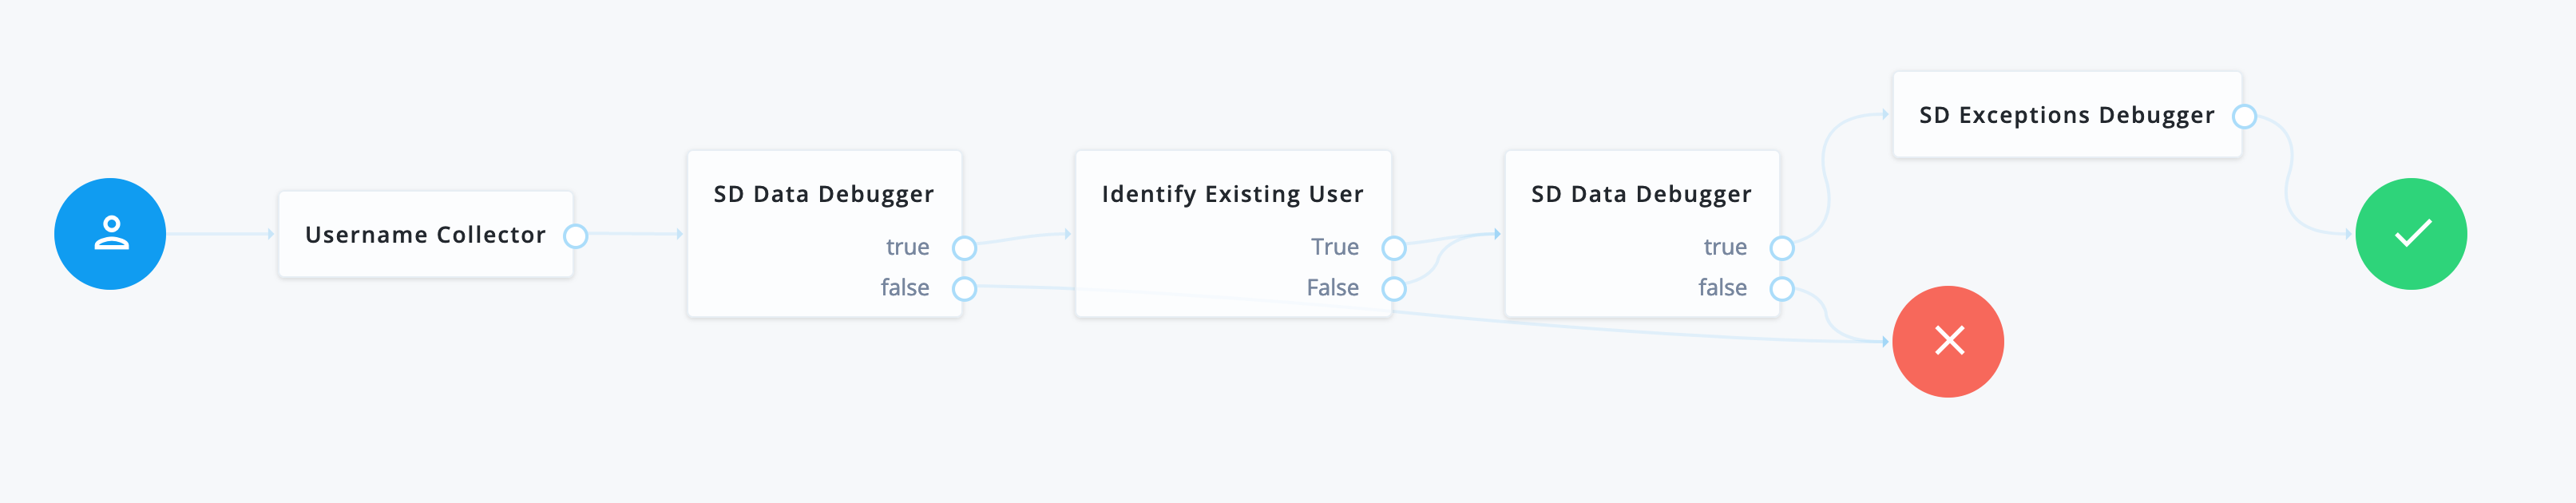 Username Collector
SD Data Debugger
true
false
Identify Existing User
True
False
SD Data Debugger
true
false
SD Exceptions Debugger